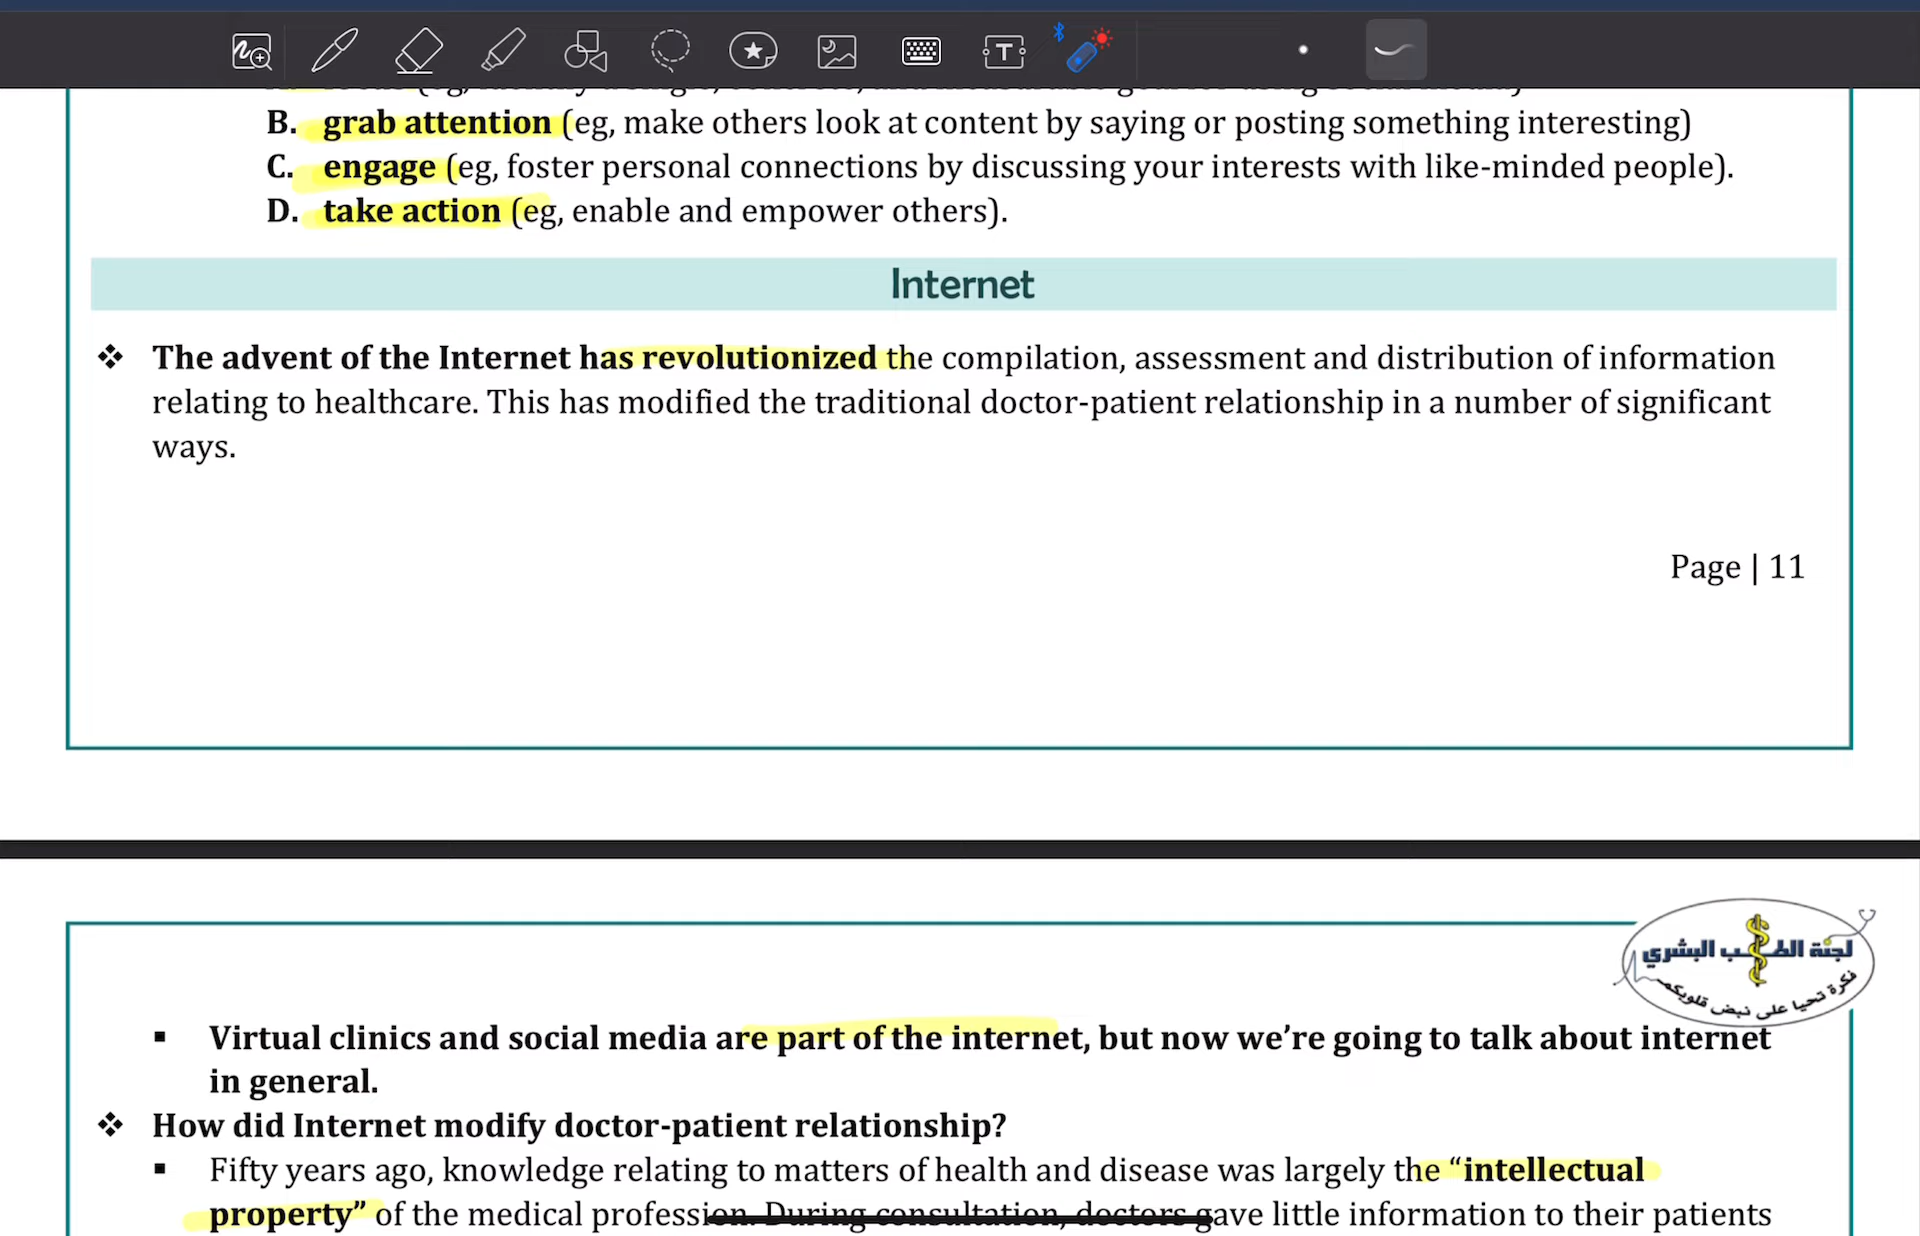 B. grab attention (eg, make others look at content by saying or posting something interesting)
C. engage (eg, foster personal connections by discussing your interests with like-minded people).
D. take action (eg, enable and empower others).
Internet
❖ The advent of the Internet has revolutionized the compilation, assessment and distribution of information
relating to healthcare. This has modified the traditional doctor-patient relationship in a number of significant
ways.
Page | 11
لجنة الطب البشري
فكرة تحيا على نبض قلوبكم
▪ Virtual clinics and social media are part of the internet, but now we’re going to talk about internet
in general.
❖ How did Internet modify doctor-patient relationship?
▪ Fifty years ago, knowledge relating to matters of health and disease was largely the “intellectual
property” of the medical profession. During consultation, doctors gave little information to their patients